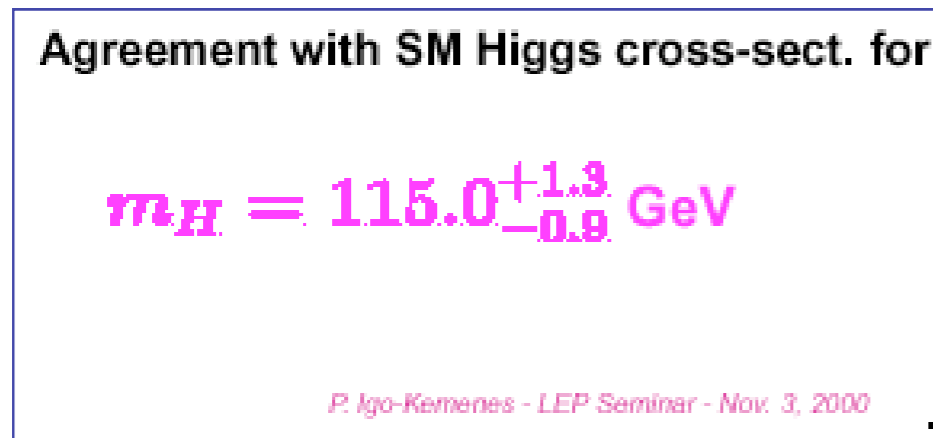 Agreement with SM Higgs cross-sect. for
m_H = 115.0^{+1.3}_{-0.9} GeV
P. Igo-Kemenes - LEP Seminar - Nov. 3, 2000